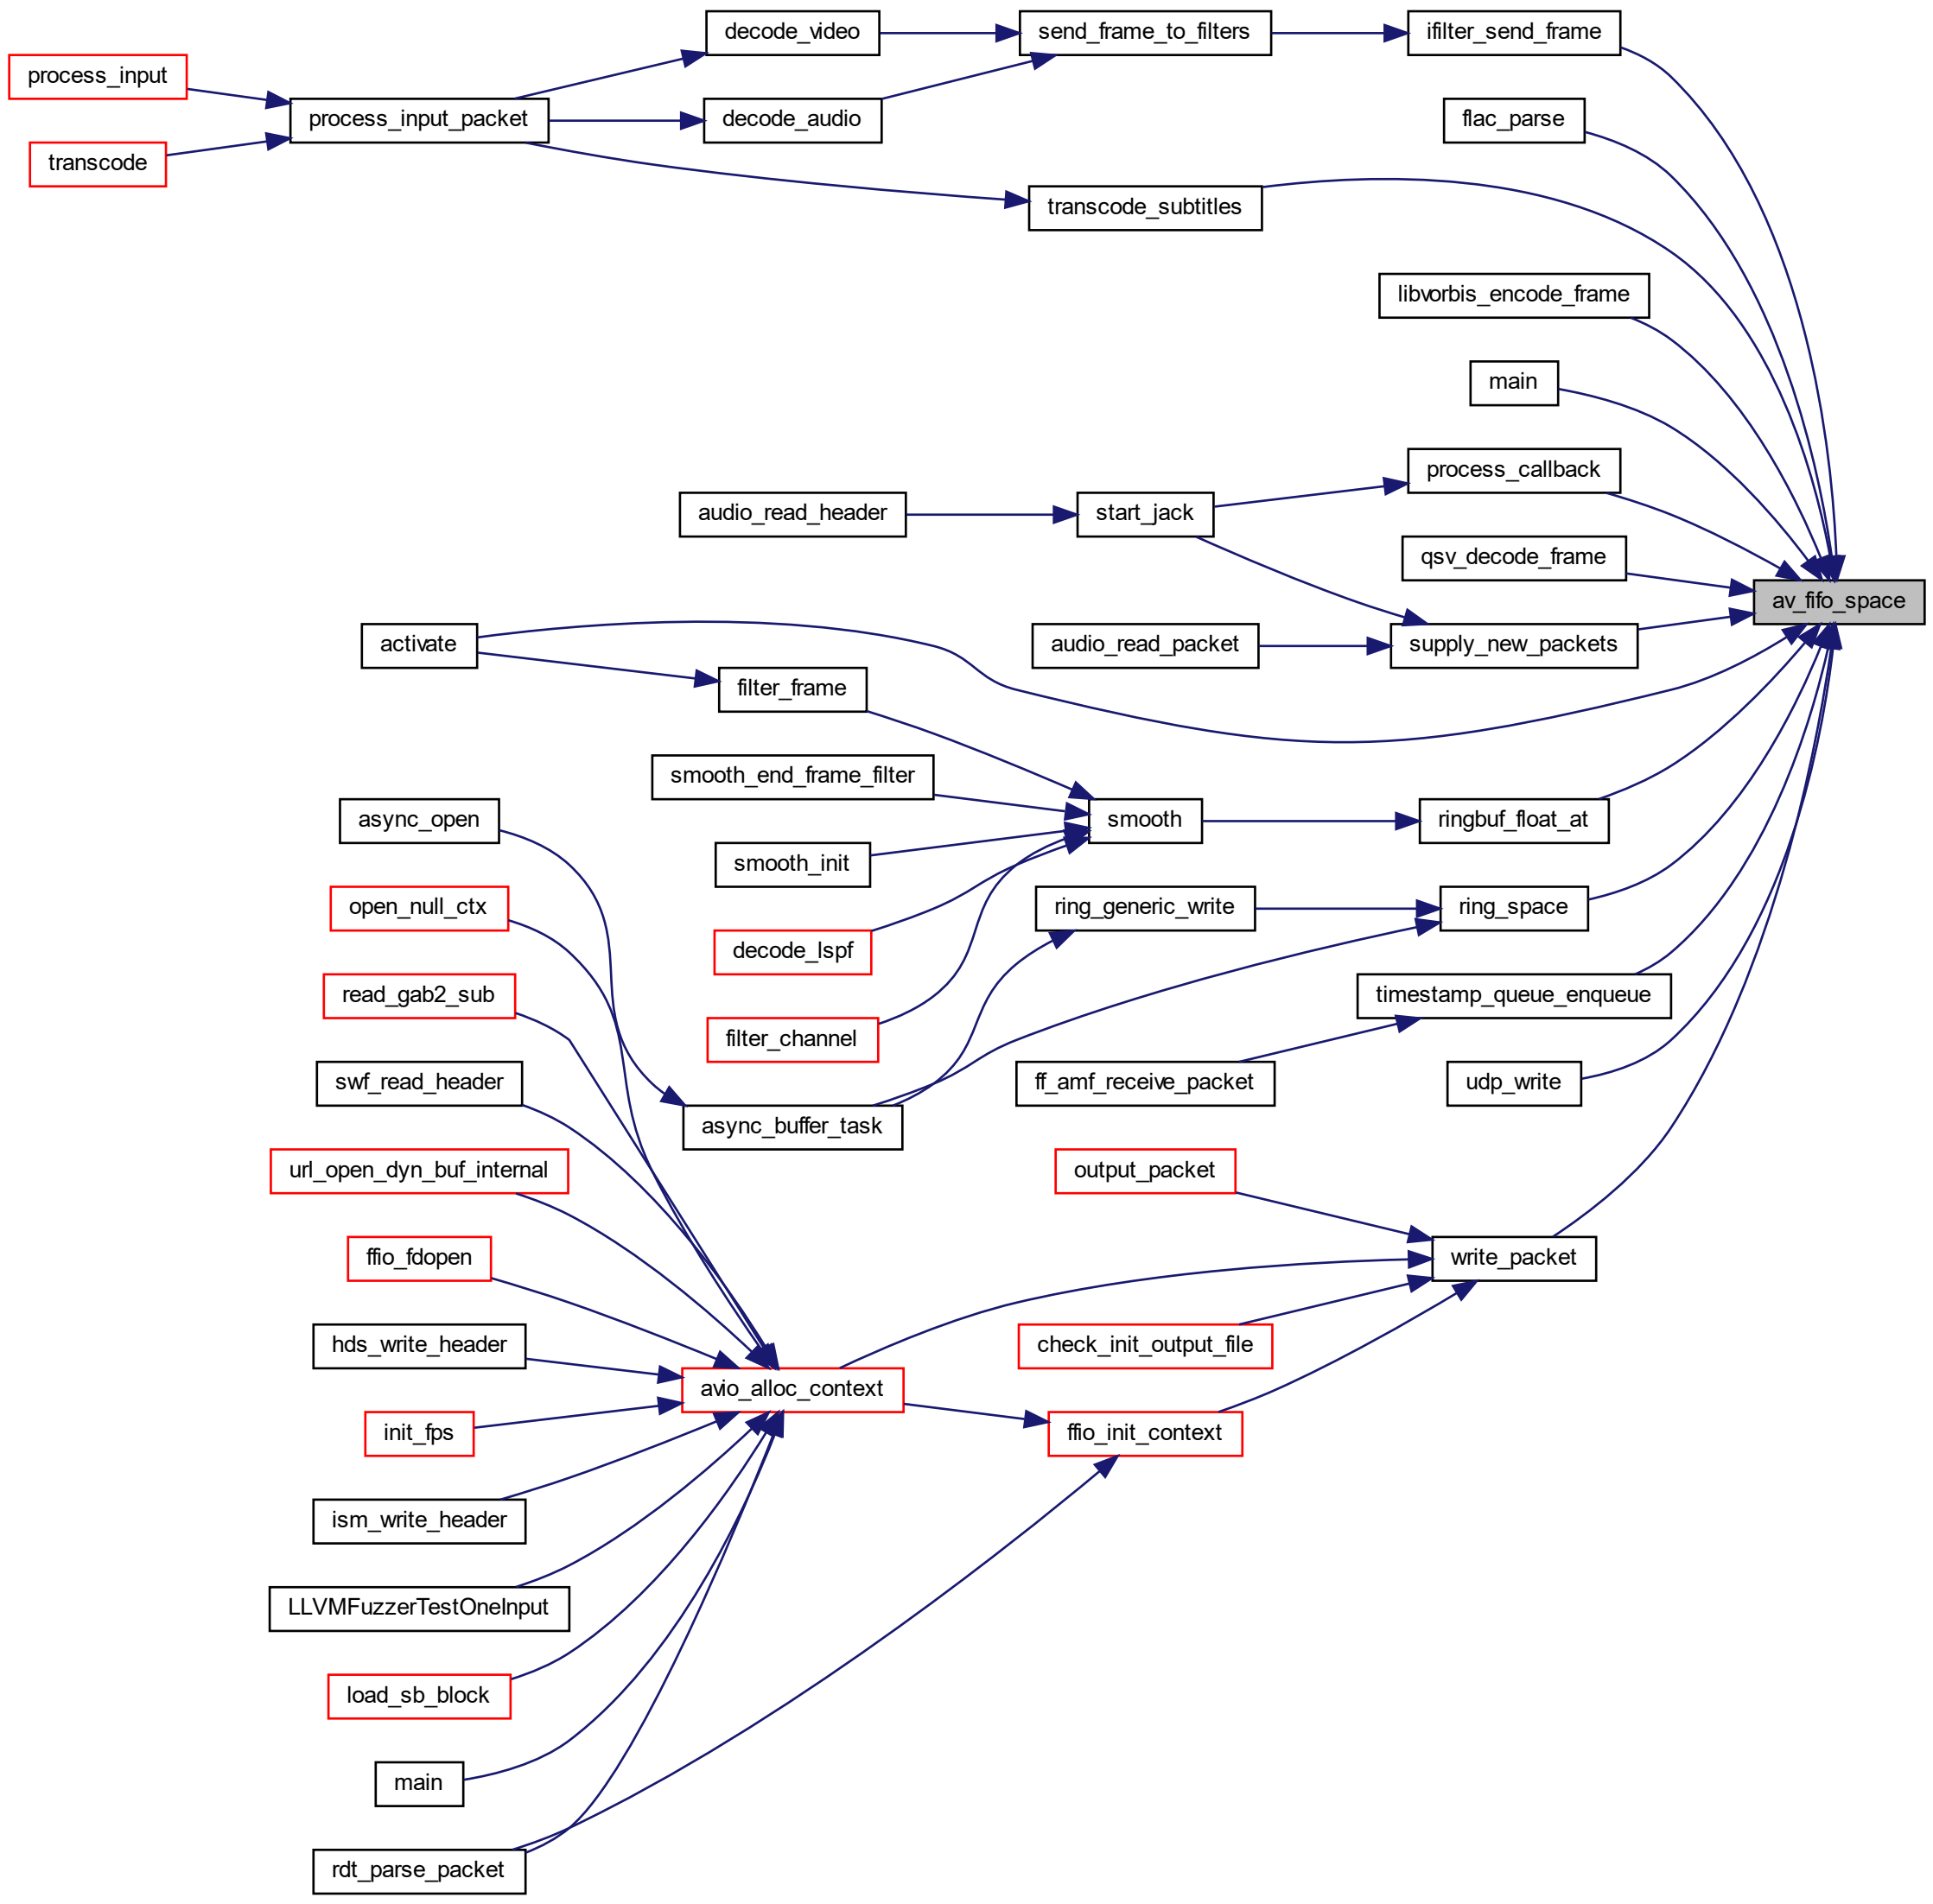 decode_video
send_frame_to_filters
ifilter_send_frame
process_input
process_input_packet
decode_audio
flac_parse
transcode
transcode_subtitles
libvorbis_encode_frame
main
process_callback
audio_read_header
start_jack
qsv_decode_frame
av_fifo_space
activate
audio_read_packet
supply_new_packets
filter_frame
smooth_end_frame_filter
async_open
smooth
ringbuf_float_at
smooth_init
open_null_ctx
ring_generic_write
ring_space
decode_lspf
read_gab2_sub
timestamp_queue_enqueue
filter_channel
swf_read_header
ff_amf_receive_packet
udp_write
async_buffer_task
url_open_dyn_buf_internal
output_packet
ffio_fdopen
write_packet
hds_write_header
check_init_output_file
avio_alloc_context
init_fps
ffio_init_context
ism_write_header
LLVMFuzzerTestOneInput
load_sb_block
main
rdt_parse_packet